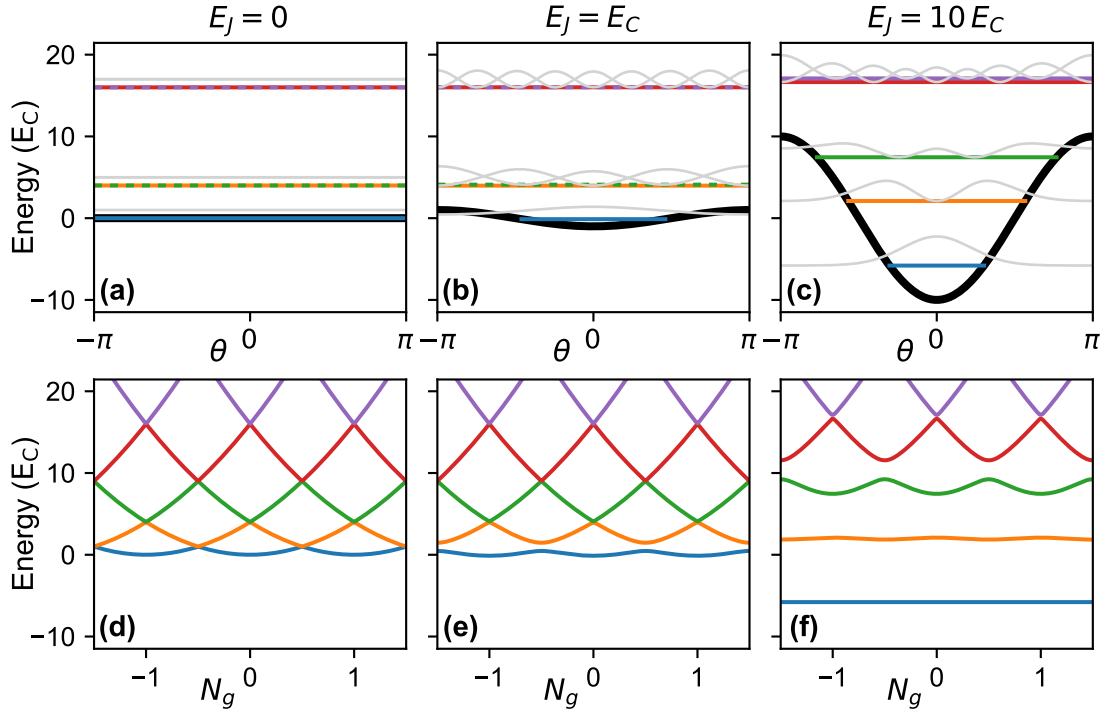 E_J = 0
E_J = E_C
E_J = 10 E_C
Energy (E_C)
20
10
0
−10
(a)
(b)
(c)
−π 0 π
−π 0 π
−π 0 π
θ
θ
θ
Energy (E_C)
20
10
0
−10
(d)
(e)
(f)
−1 0 1
−1 0 1
−1 0 1
N_g
N_g
N_g